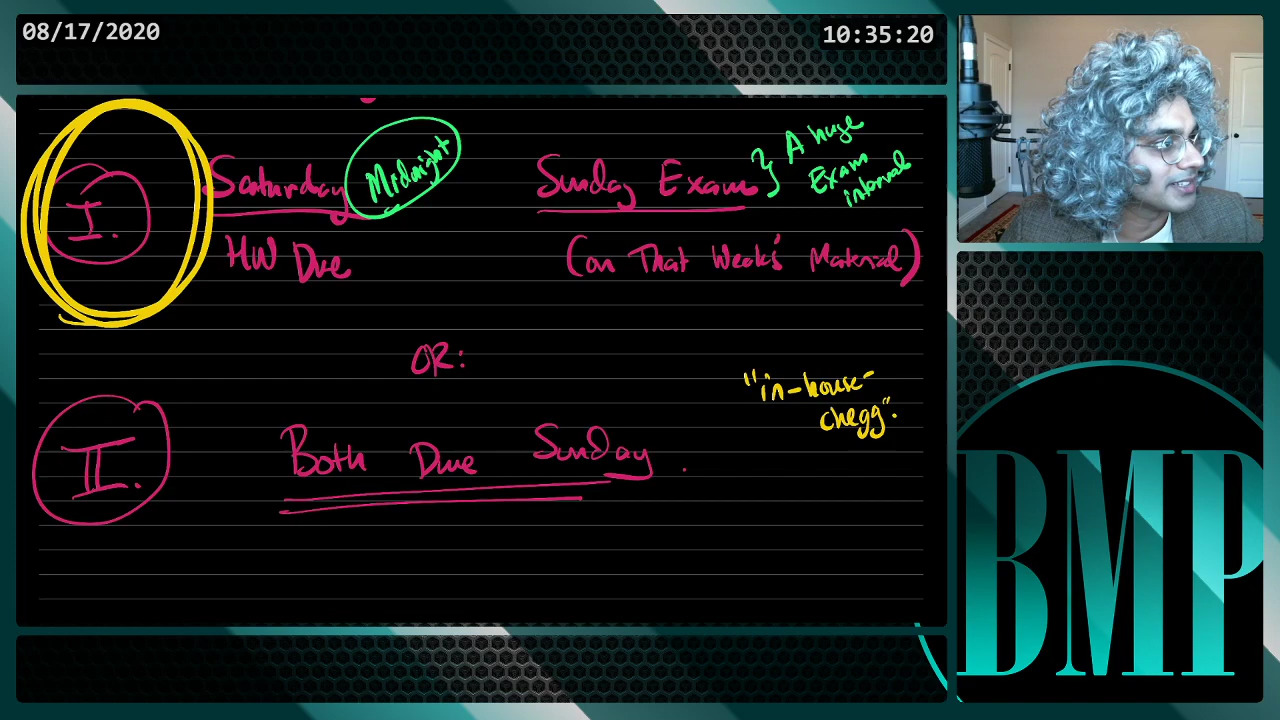 08/17/2020
10:35:20
I.
Saturday Midnight
Sunday Exam } A huge
Exam
interval
HW Due
(on That Week's Material)
OR:
"in-house-
chegg".
II.
Both Due Sunday.
BMP